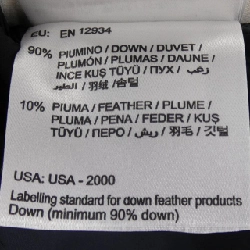 EU: EN 12934
90% PIUMINO / DOWN / DUVET /
PLUMÓN / PLUMAS / DAUNE /
INCE KUŞ TÜYÜ / ПУХ / زغب /
羽绒 / 솜털
10% PIUMA / FEATHER / PLUME /
PLUMA / PENA / FEDER / KUŞ
TÜYÜ / ПЕРО / ريش / 羽毛 / 깃털
USA: USA - 2000
Labelling standard for down feather products
Down (minimum 90% down)